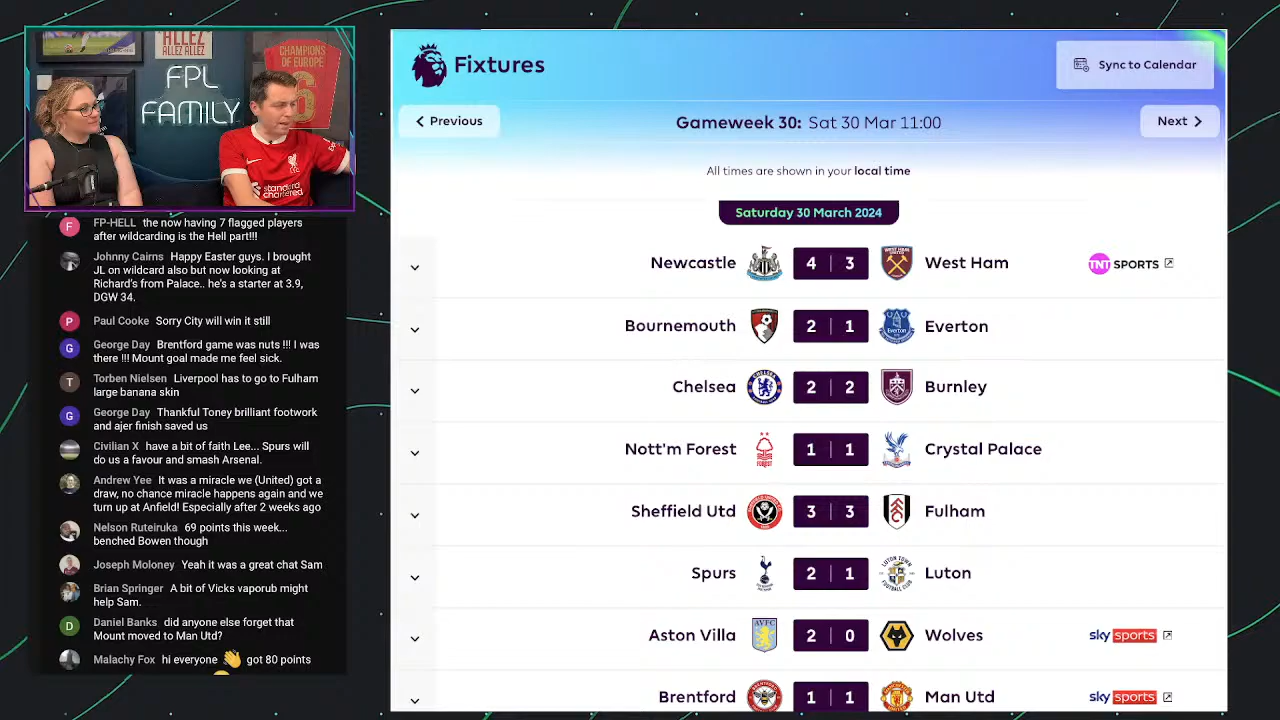 ALLEZ
ALLEZ ALLEZ
FPL
FAMILY
CHAMPIONS
OF EUROPE
6
standard
chartered
FP-HELL the now having 7 flagged players
after wildcarding is the Hell part!!!
Johnny Cairns Happy Easter guys. I brought
JL on wildcard also but now looking at
Richard's from Palace.. he's a starter at 3.9,
DGW 34.
Paul Cooke Sorry City will win it still
George Day Brentford game was nuts !!! I was
there !!! Mount goal made me feel sick.
Torben Nielsen Liverpool has to go to Fulham
large banana skin
George Day Thankful Toney brilliant footwork
and ajer finish saved us
Civilian X have a bit of faith Lee... Spurs will
do us a favour and smash Arsenal.
Andrew Yee It was a miracle we (United) got a
draw, no chance miracle happens again and we
turn up at Anfield! Especially after 2 weeks ago
Nelson Ruteiruka 69 points this week...
benched Bowen though
Joseph Moloney Yeah it was a great chat Sam
Brian Springer A bit of Vicks vaporub might
help Sam.
Daniel Banks did anyone else forget that
Mount moved to Man Utd?
Malachy Fox hi everyone 👋 got 80 points
Fixtures
Sync to Calendar
Previous
Gameweek 30: Sat 30 Mar 11:00
Next
All times are shown in your local time
Saturday 30 March 2024
Newcastle 4 | 3 West Ham TNT SPORTS
Bournemouth 2 | 1 Everton
Chelsea 2 | 2 Burnley
Nott'm Forest 1 | 1 Crystal Palace
Sheffield Utd 3 | 3 Fulham
Spurs 2 | 1 Luton
Aston Villa 2 | 0 Wolves sky sports
Brentford 1 | 1 Man Utd sky sports